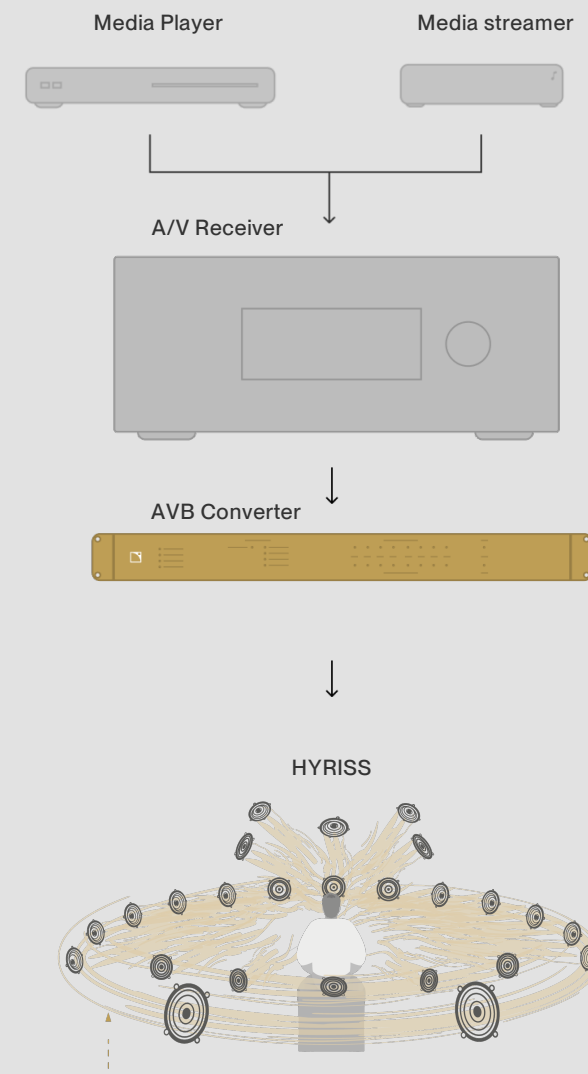 Media Player
Media streamer
A/V Receiver
AVB Converter
HYRISS